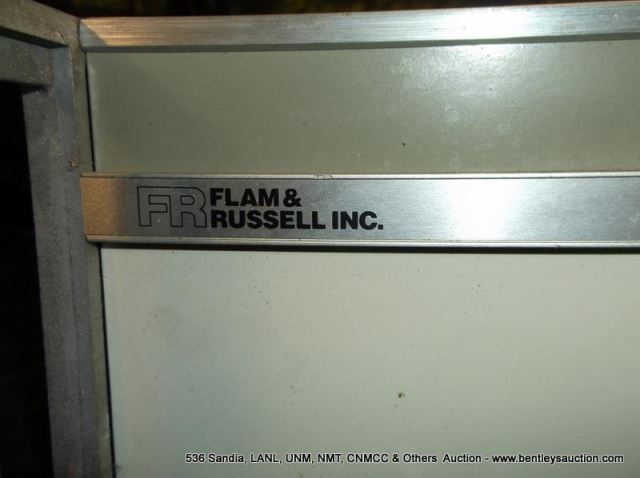 FR FLAM &
RUSSELL INC.
536 Sandia, LANL, UNM, NMT, CNMCC & Others Auction - www.bentleysauction.com